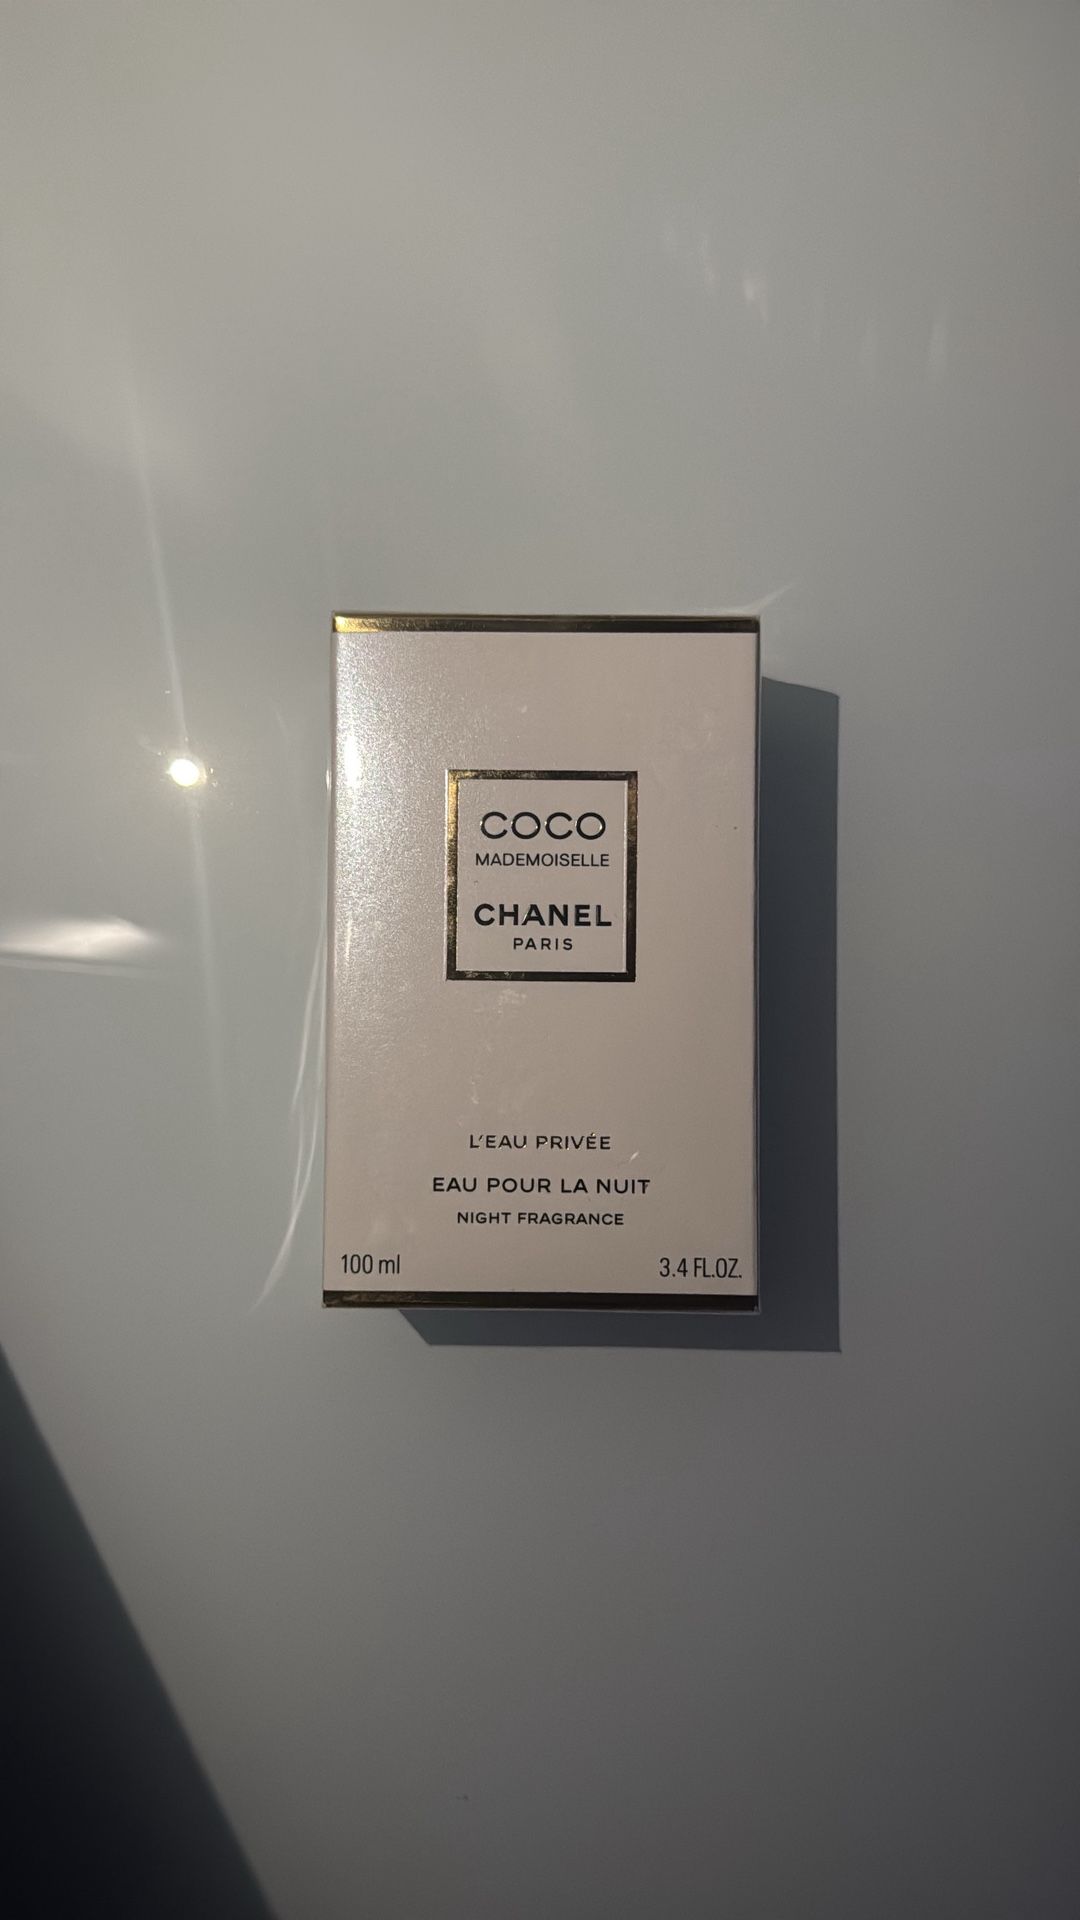 COCO
MADEMOISELLE
CHANEL
PARIS
L'EAU PRIVÉE
EAU POUR LA NUIT
NIGHT FRAGRANCE
100 ml
3.4 FL.OZ.